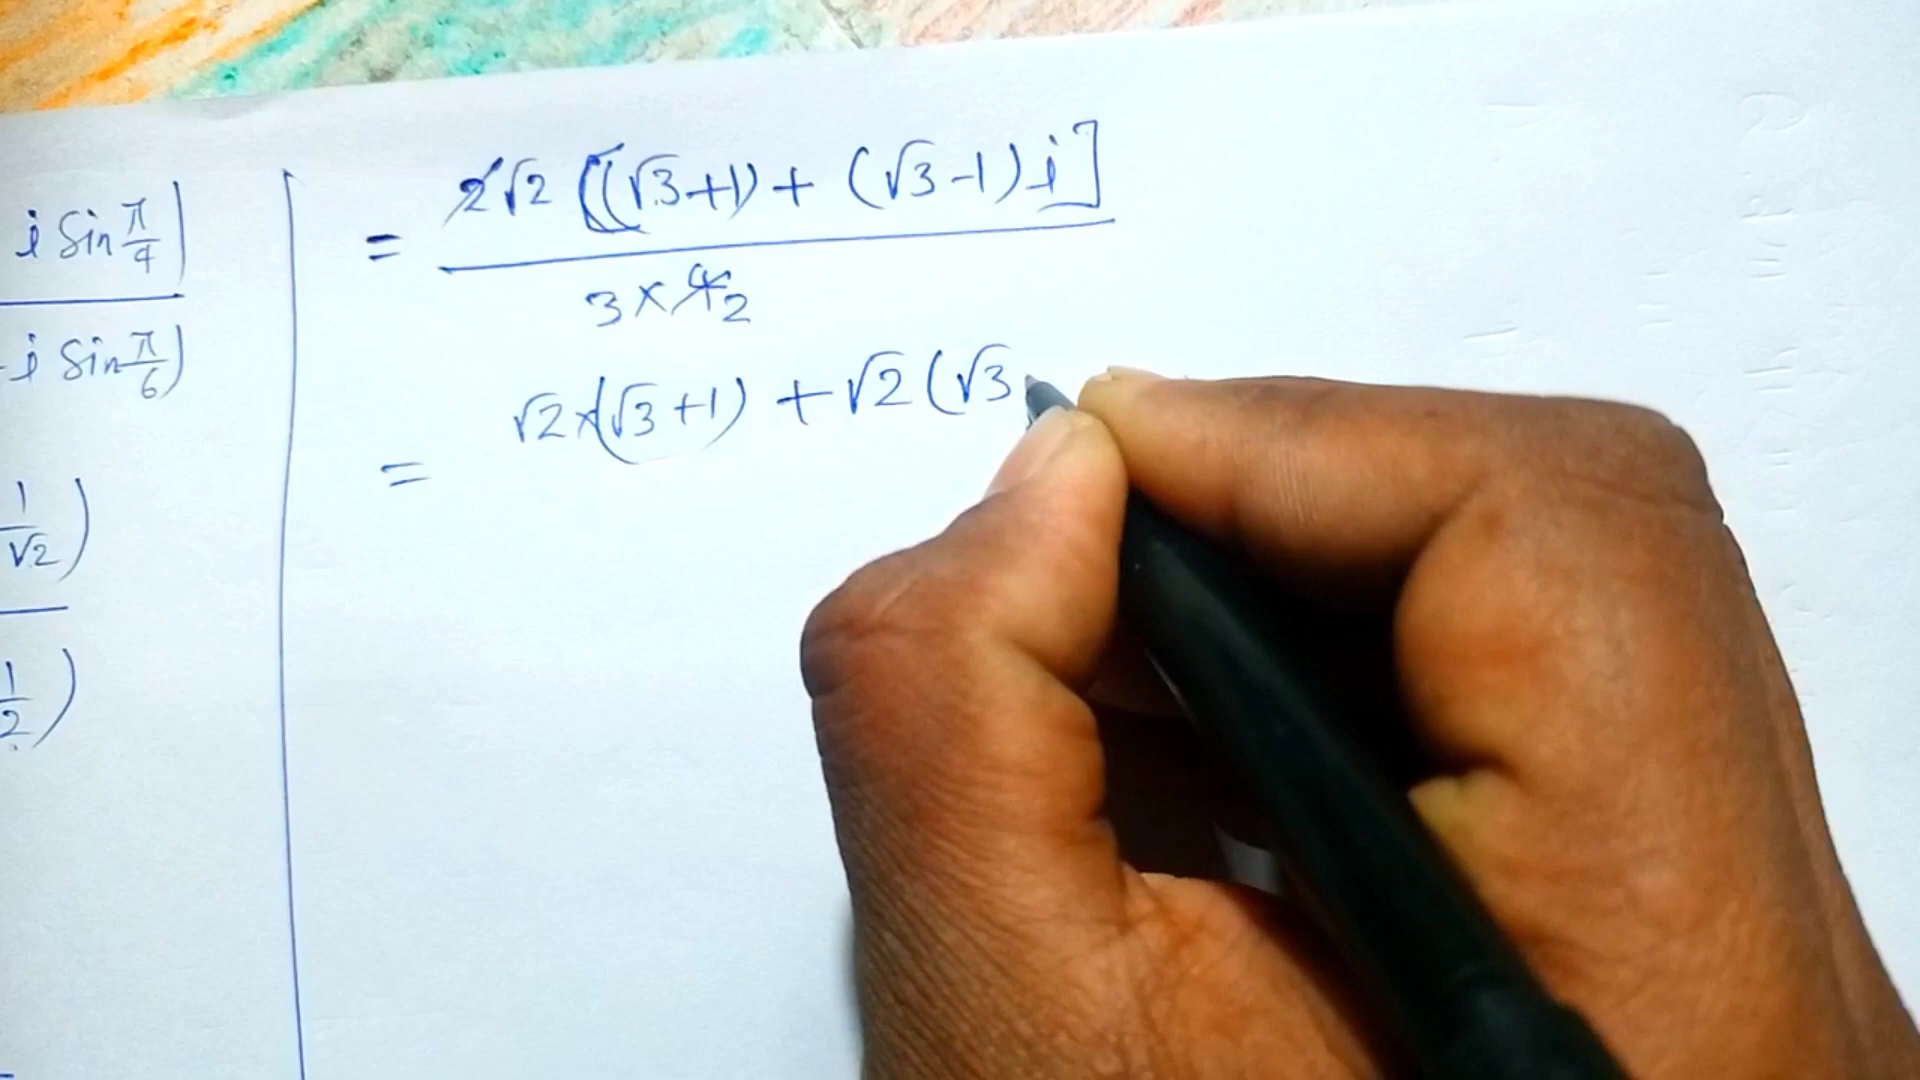 i Sin π/4)
-i Sin π/6)
1/√2)
1/2)
= 2√2 [(√3+1) + (√3-1) i]
3 × 4 2
= √2×(√3+1) + √2 (√3